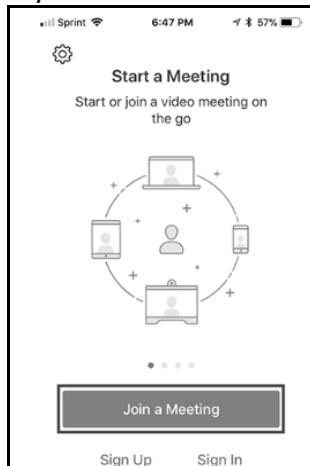 Sprint 6:47 PM 57%
Start a Meeting
Start or join a video meeting on
the go
Join a Meeting
Sign Up Sign In